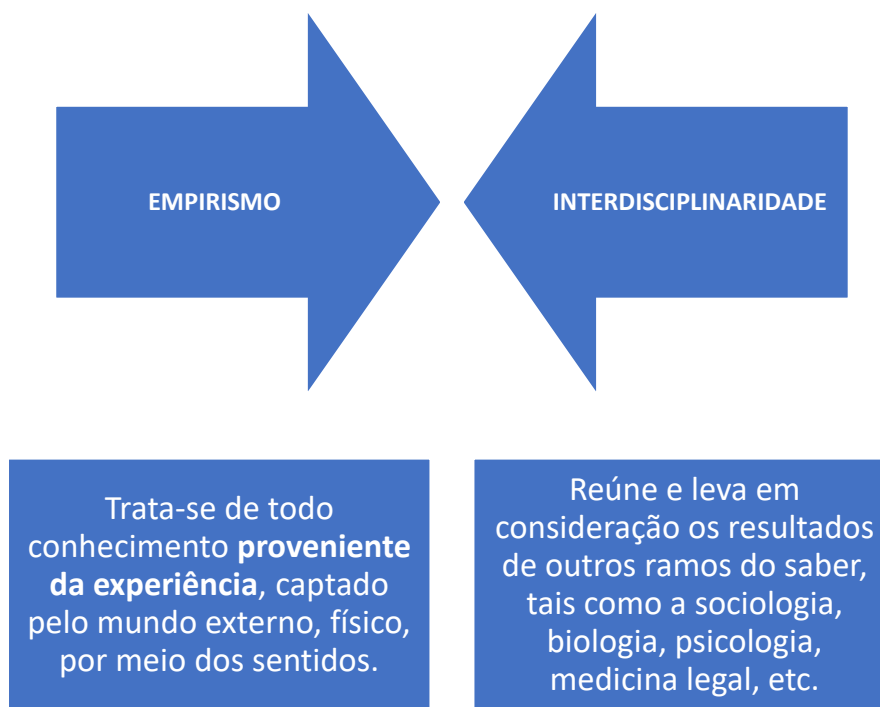 EMPIRISMO
INTERDISCIPLINARIDADE
Trata-se de todo
conhecimento proveniente
da experiência, captado
pelo mundo externo, físico,
por meio dos sentidos.
Reúne e leva em
consideração os resultados
de outros ramos do saber,
tais como a sociologia,
biologia, psicologia,
medicina legal, etc.